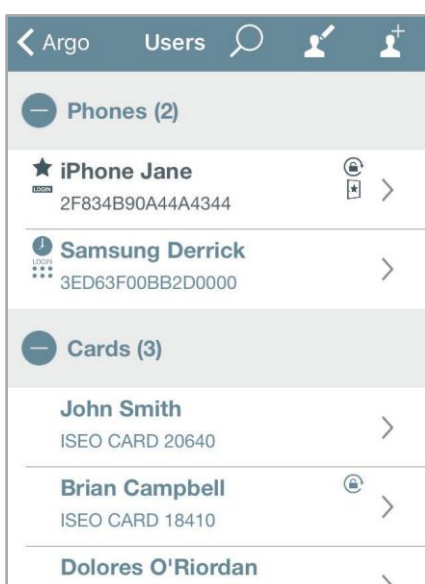 Argo
Users
Phones (2)
iPhone Jane
LOGIN
2F834B90A44A4344
Samsung Derrick
LOGIN
3ED63F00BB2D0000
Cards (3)
John Smith
ISEO CARD 20640
Brian Campbell
ISEO CARD 18410
Dolores O'Riordan